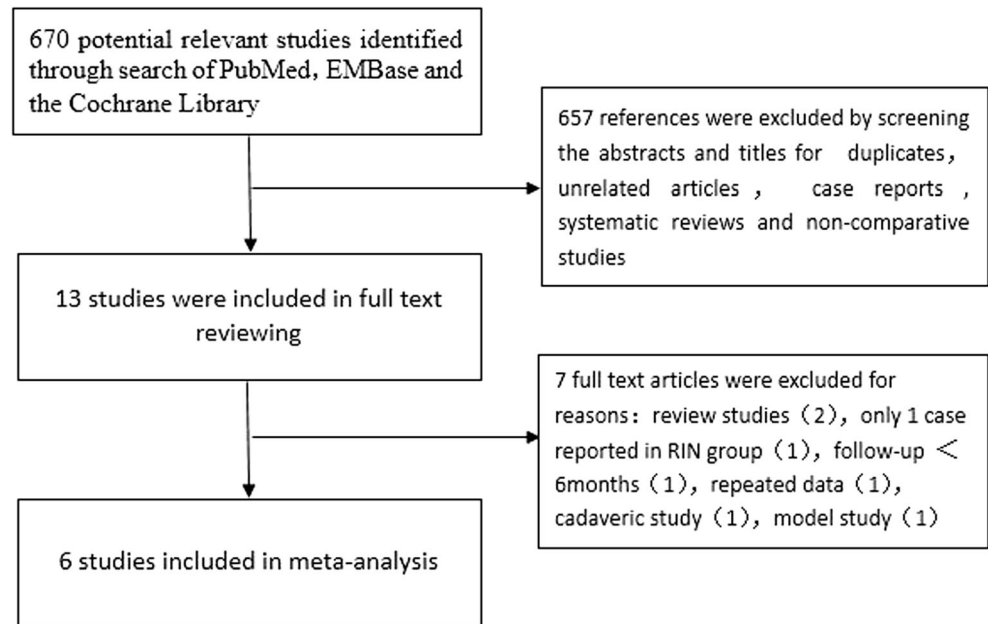 670 potential relevant studies identified
through search of PubMed, EMBase and
the Cochrane Library
657 references were excluded by screening
the abstracts and titles for duplicates，
unrelated articles ， case reports ,
systematic reviews and non-comparative
studies
13 studies were included in full text
reviewing
7 full text articles were excluded for
reasons：review studies（2），only 1 case
reported in RIN group（1），follow-up ＜
6months（1），repeated data（1），
cadaveric study（1），model study（1）
6 studies included in meta-analysis